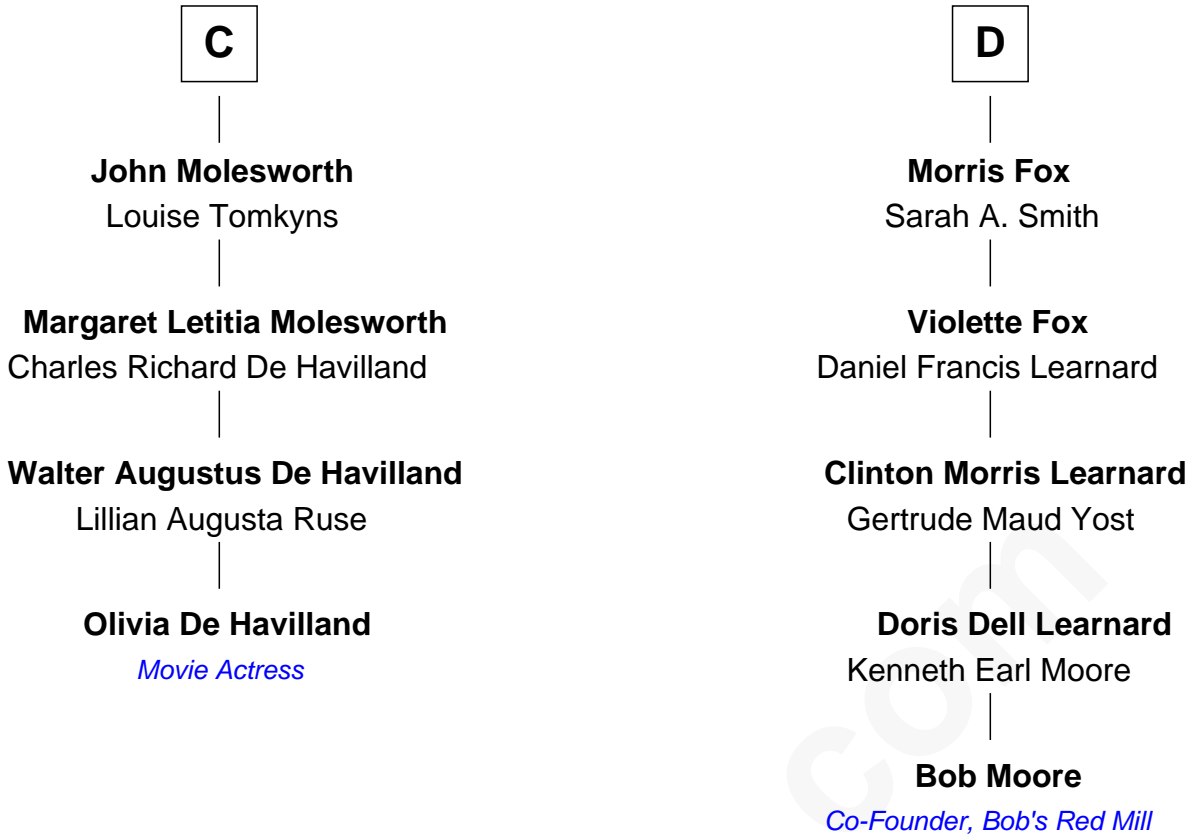 C
John Molesworth
Louise Tomkyns
Margaret Letitia Molesworth
Charles Richard De Havilland
Walter Augustus De Havilland
Lillian Augusta Ruse
Olivia De Havilland
Movie Actress
D
Morris Fox
Sarah A. Smith
Violette Fox
Daniel Francis Learnard
Clinton Morris Learnard
Gertrude Maud Yost
Doris Dell Learnard
Kenneth Earl Moore
Bob Moore
Co-Founder, Bob's Red Mill
com